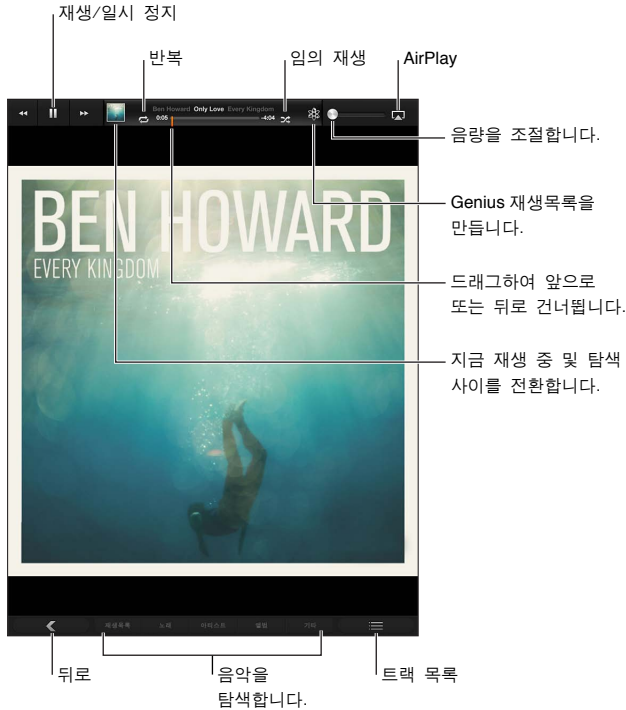 재생/일시 정지
반복
임의 재생
AirPlay
Ben Howard Only Love Every Kingdom
0:05
-4:04
음량을 조절합니다.
Genius 재생목록을
만듭니다.
BEN HOWARD
EVERY KINGDOM
드래그하여 앞으로
또는 뒤로 건너뜁니다.
지금 재생 중 및 탐색
사이를 전환합니다.
재생목록 노래 아티스트 앨범 기타
뒤로
음악을
탐색합니다.
트랙 목록